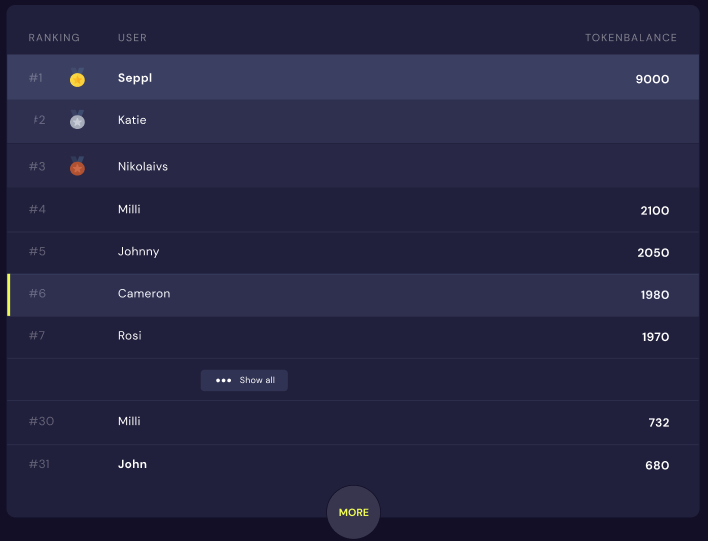 RANKING USER TOKENBALANCE
#1 Seppl 9000
#2 Katie
#3 Nikolaivs
#4 Milli 2100
#5 Johnny 2050
#6 Cameron 1980
#7 Rosi 1970
••• Show all
#30 Milli 732
#31 John 680
MORE